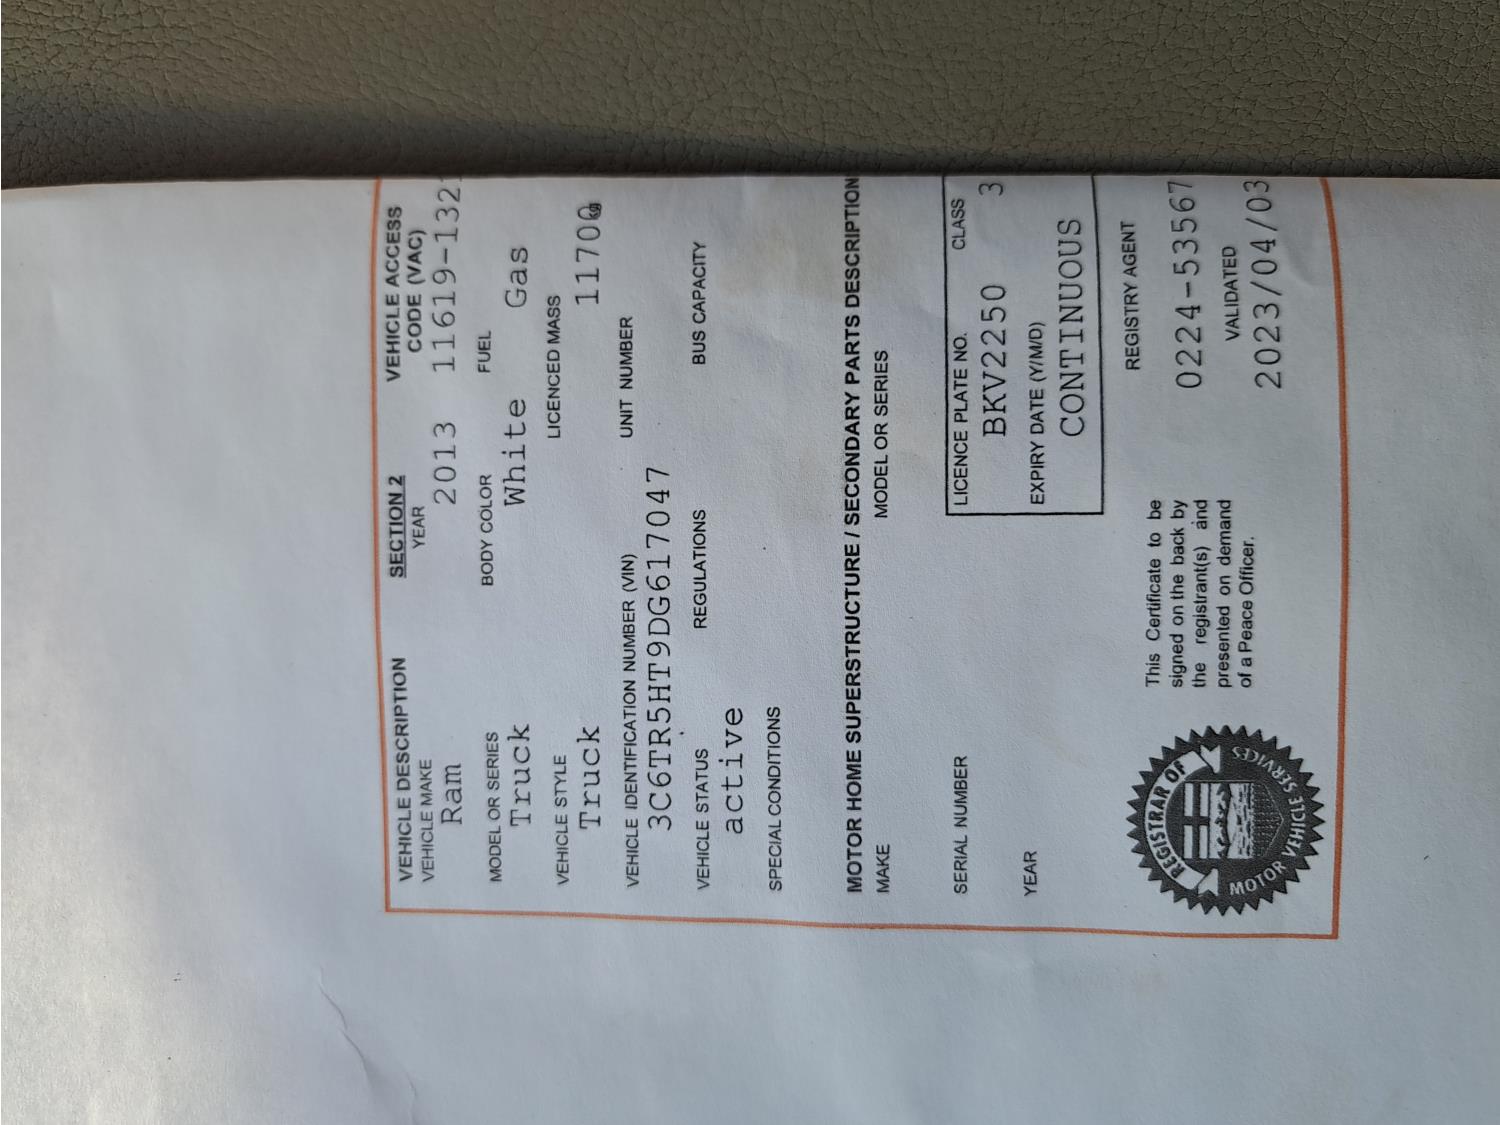 VEHICLE DESCRIPTION SECTION 2 VEHICLE ACCESS
VEHICLE MAKE YEAR CODE (VAC)
Ram 2013 11619-132
MODEL OR SERIES BODY COLOR FUEL
Truck White Gas
VEHICLE STYLE LICENCED MASS
Truck 11700
VEHICLE IDENTIFICATION NUMBER (VIN) UNIT NUMBER
3C6TR5HT9DG617047
VEHICLE STATUS REGULATIONS BUS CAPACITY
active
SPECIAL CONDITIONS
MOTOR HOME SUPERSTRUCTURE / SECONDARY PARTS DESCRIPTION
MAKE MODEL OR SERIES
SERIAL NUMBER LICENCE PLATE NO. CLASS
BKV2250 3
YEAR EXPIRY DATE (Y/M/D)
CONTINUOUS
REGISTRAR OF
MOTOR VEHICLE SERVICES
This Certificate to be
signed on the back by
the registrant(s) and
presented on demand
of a Peace Officer.
REGISTRY AGENT
0224-53567
VALIDATED
2023/04/03